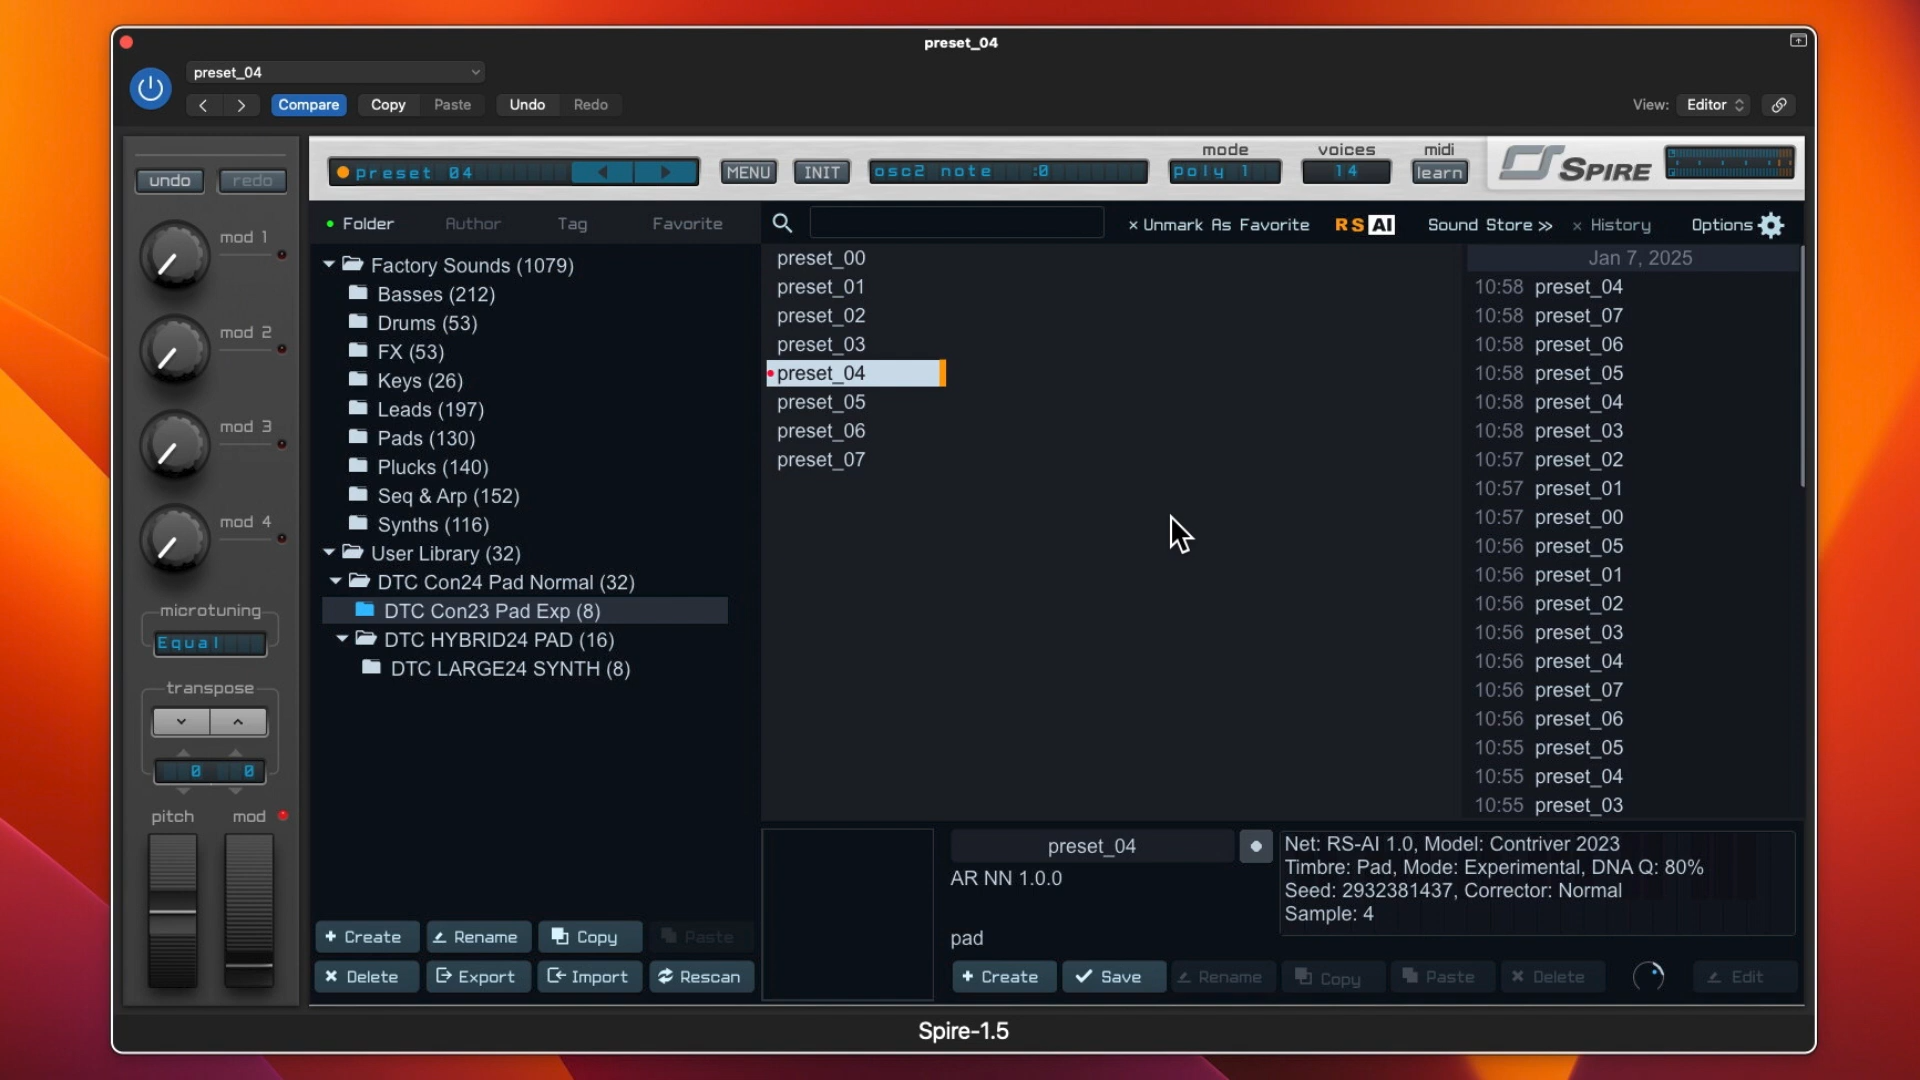 preset_04
preset_04
Compare Copy Paste Undo Redo
View: Editor
undo redo
preset 04
MENU INIT
osc2 note :0
mode
poly 1
voices
14
midi
learn
SPIRE
Folder Author Tag Favorite
× Unmark As Favorite RS AI Sound Store >> × History Options
mod 1
mod 2
mod 3
mod 4
microtuning
Equal
transpose
0 0
pitch mod
Factory Sounds (1079)
Basses (212)
Drums (53)
FX (53)
Keys (26)
Leads (197)
Pads (130)
Plucks (140)
Seq & Arp (152)
Synths (116)
User Library (32)
DTC Con24 Pad Normal (32)
DTC Con23 Pad Exp (8)
DTC HYBRID24 PAD (16)
DTC LARGE24 SYNTH (8)
+ Create Rename Copy Paste
× Delete Export Import Rescan
preset_00
preset_01
preset_02
preset_03
preset_04
preset_05
preset_06
preset_07
Jan 7, 2025
10:58 preset_04
10:58 preset_07
10:58 preset_06
10:58 preset_05
10:58 preset_04
10:58 preset_03
10:57 preset_02
10:57 preset_01
10:57 preset_00
10:56 preset_05
10:56 preset_01
10:56 preset_02
10:56 preset_03
10:56 preset_04
10:56 preset_07
10:56 preset_06
10:55 preset_05
10:55 preset_04
10:55 preset_03
preset_04
AR NN 1.0.0
pad
Net: RS-AI 1.0, Model: Contriver 2023
Timbre: Pad, Mode: Experimental, DNA Q: 80%
Seed: 2932381437, Corrector: Normal
Sample: 4
+ Create Save Rename Copy Paste × Delete Edit
Spire-1.5